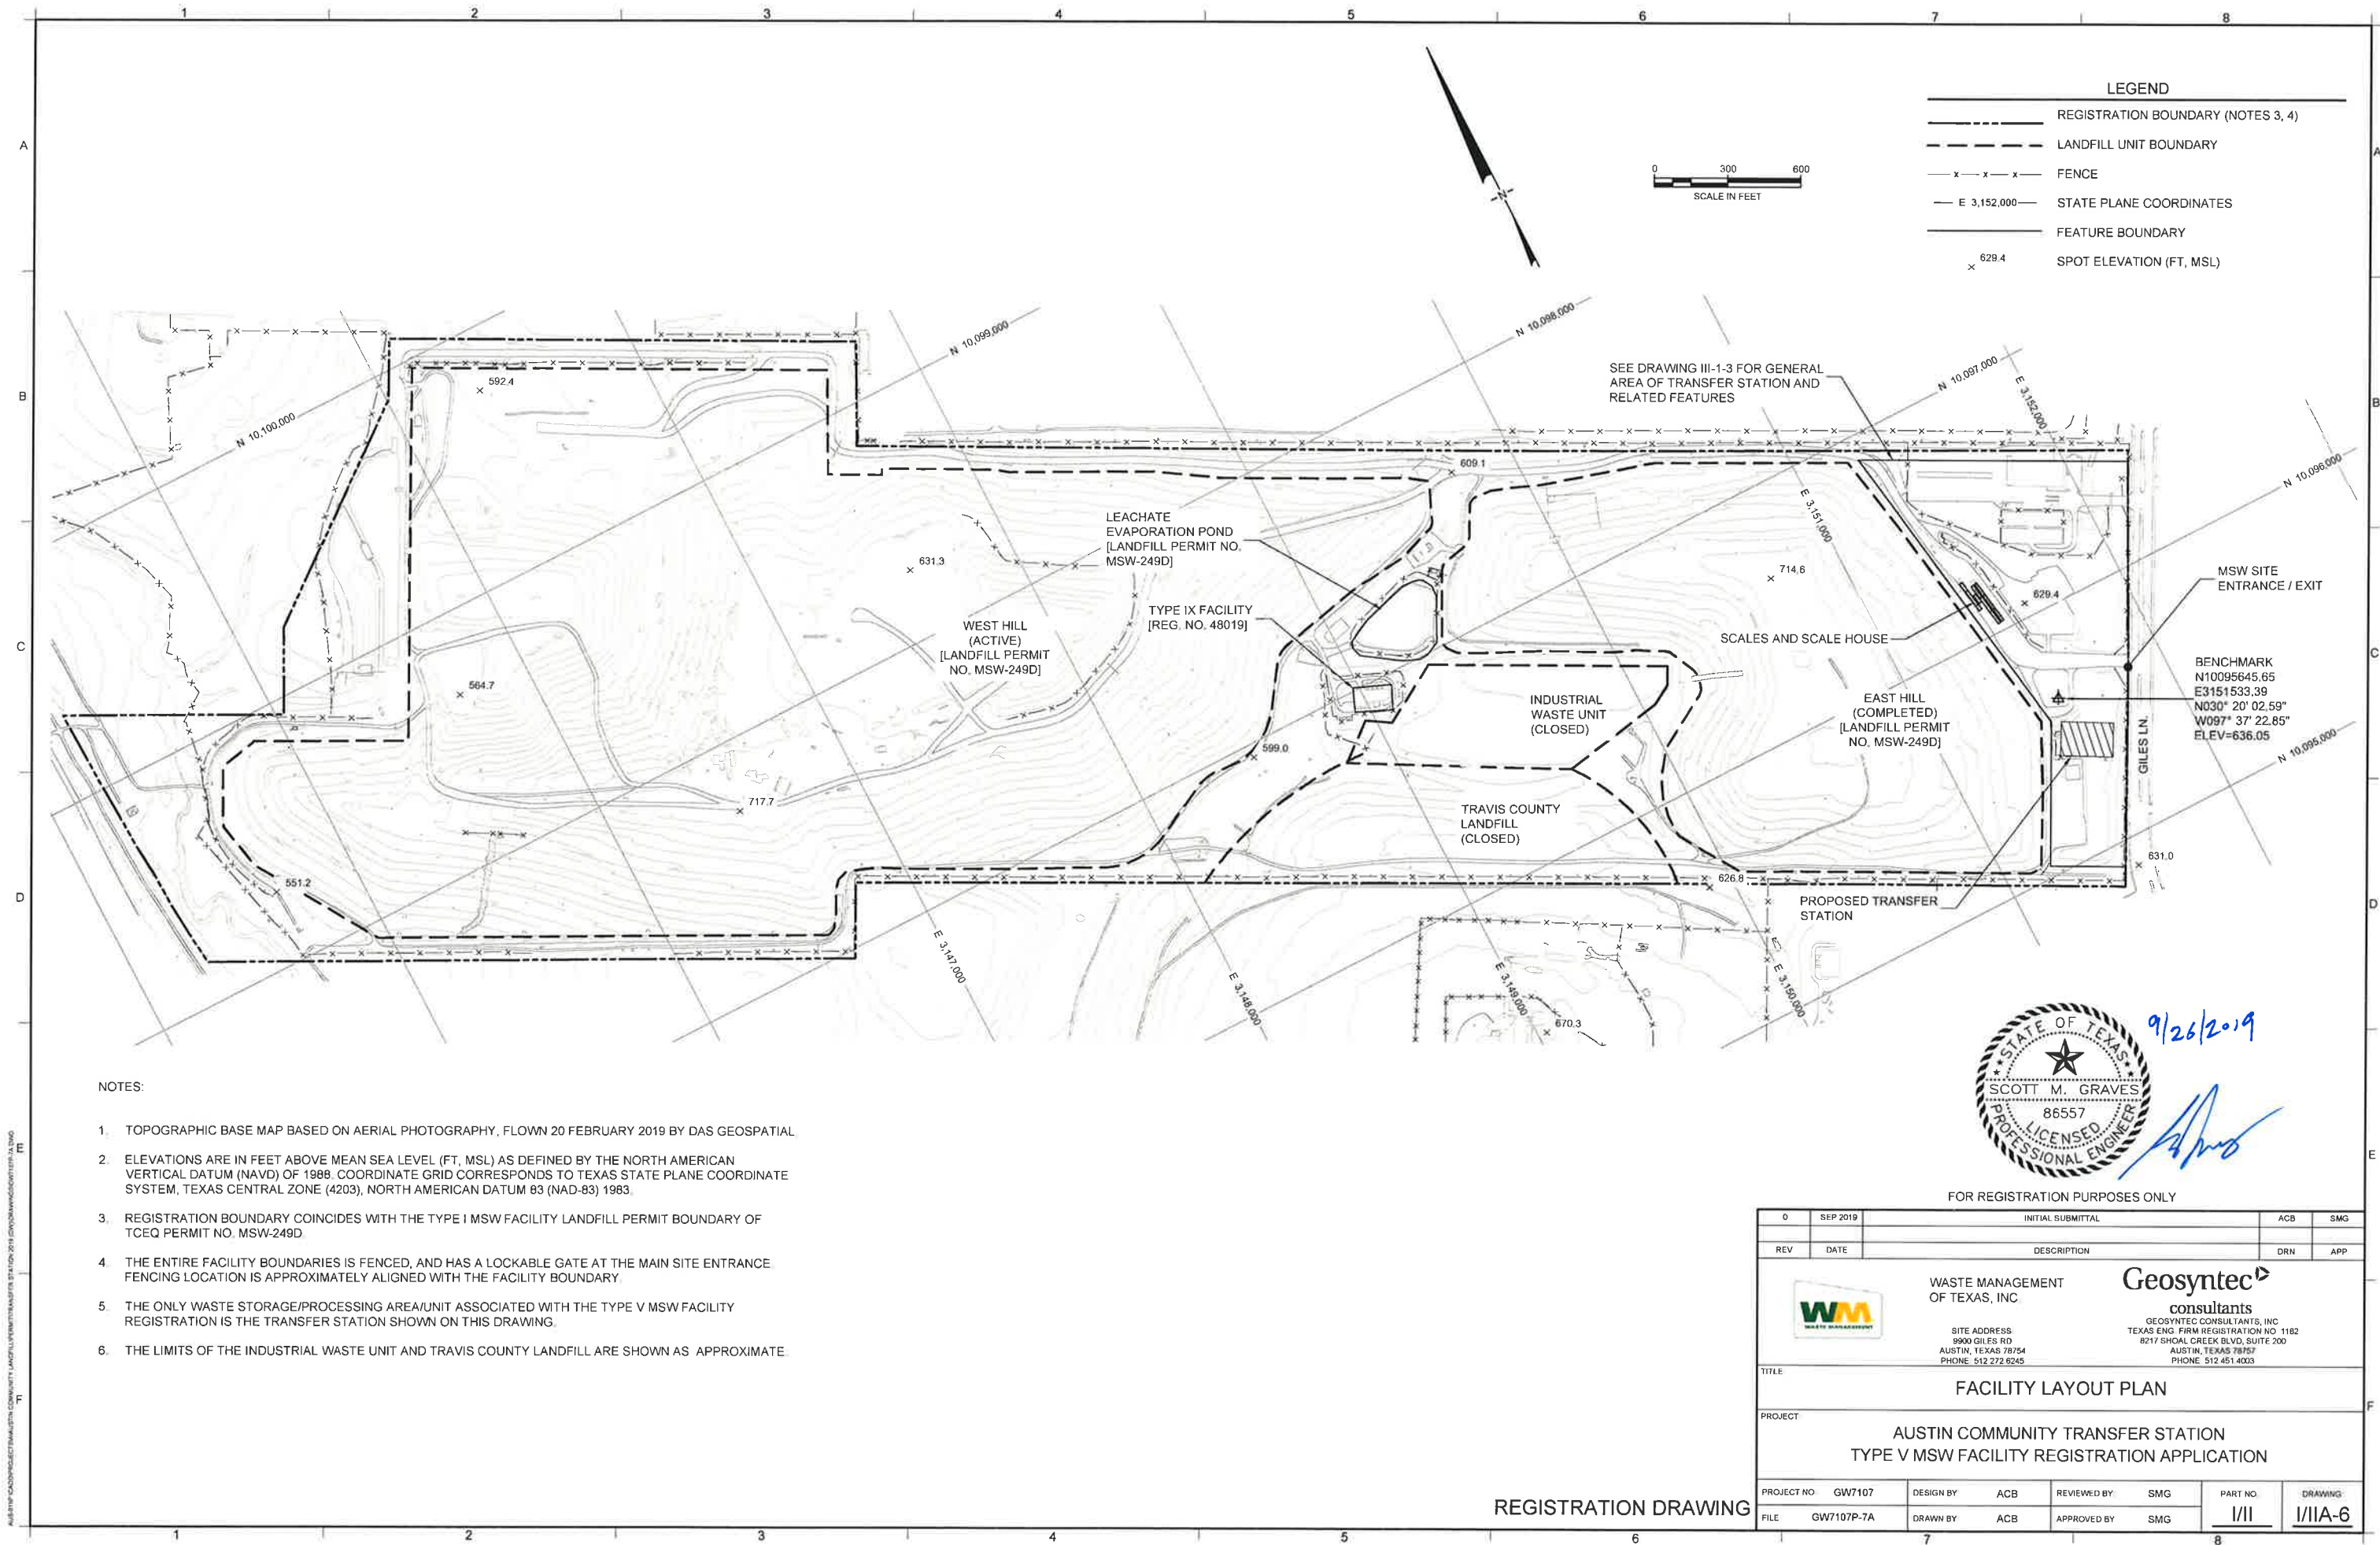 1 2 3 4 5 6 7 8
A
A
B
B
C
C
D
D
E
E
F
F
LEGEND
REGISTRATION BOUNDARY (NOTES 3, 4)
LANDFILL UNIT BOUNDARY
x x x FENCE
E 3,152,000 STATE PLANE COORDINATES
FEATURE BOUNDARY
629.4 SPOT ELEVATION (FT, MSL)
N
0 300 600
SCALE IN FEET
N 10,100,000
N 10,099,000
N 10,098,000
N 10,097,000
N 10,096,000
N 10,095,000
E 3,152,000
E 3,151,000
E 3,150,000
E 3,149,000
E 3,148,000
E 3,147,000
SEE DRAWING III-1-3 FOR GENERAL
AREA OF TRANSFER STATION AND
RELATED FEATURES
592.4
609.1
631.3
714.6
629.4
564.7
717.7
599.0
551.2
626.8
631.0
670.3
LEACHATE
EVAPORATION POND
[LANDFILL PERMIT NO.
MSW-249D]
TYPE IX FACILITY
[REG. NO. 48019]
WEST HILL
(ACTIVE)
[LANDFILL PERMIT
NO. MSW-249D]
SCALES AND SCALE HOUSE
INDUSTRIAL
WASTE UNIT
(CLOSED)
EAST HILL
(COMPLETED)
[LANDFILL PERMIT
NO. MSW-249D]
TRAVIS COUNTY
LANDFILL
(CLOSED)
PROPOSED TRANSFER
STATION
MSW SITE
ENTRANCE / EXIT
BENCHMARK
N10095645.65
E3151533.39
N030° 20' 02.59"
W097° 37' 22.85"
ELEV=636.05
GILES LN.
NOTES:
1. TOPOGRAPHIC BASE MAP BASED ON AERIAL PHOTOGRAPHY, FLOWN 20 FEBRUARY 2019 BY DAS GEOSPATIAL
2. ELEVATIONS ARE IN FEET ABOVE MEAN SEA LEVEL (FT, MSL) AS DEFINED BY THE NORTH AMERICAN
VERTICAL DATUM (NAVD) OF 1988. COORDINATE GRID CORRESPONDS TO TEXAS STATE PLANE COORDINATE
SYSTEM, TEXAS CENTRAL ZONE (4203), NORTH AMERICAN DATUM 83 (NAD-83) 1983.
3. REGISTRATION BOUNDARY COINCIDES WITH THE TYPE I MSW FACILITY LANDFILL PERMIT BOUNDARY OF
TCEQ PERMIT NO. MSW-249D.
4. THE ENTIRE FACILITY BOUNDARIES IS FENCED, AND HAS A LOCKABLE GATE AT THE MAIN SITE ENTRANCE.
FENCING LOCATION IS APPROXIMATELY ALIGNED WITH THE FACILITY BOUNDARY.
5. THE ONLY WASTE STORAGE/PROCESSING AREA/UNIT ASSOCIATED WITH THE TYPE V MSW FACILITY
REGISTRATION IS THE TRANSFER STATION SHOWN ON THIS DRAWING.
6. THE LIMITS OF THE INDUSTRIAL WASTE UNIT AND TRAVIS COUNTY LANDFILL ARE SHOWN AS APPROXIMATE.
STATE OF TEXAS
SCOTT M. GRAVES
86557
LICENSED
PROFESSIONAL ENGINEER
9/26/2019
FOR REGISTRATION PURPOSES ONLY
0 SEP 2019 INITIAL SUBMITTAL ACB SMG
REV DATE DESCRIPTION DRN APP
WM
WASTE MANAGEMENT
WASTE MANAGEMENT
OF TEXAS, INC
SITE ADDRESS
9900 GILES RD
AUSTIN, TEXAS 78754
PHONE: 512 272 6245
Geosyntec
consultants
GEOSYNTEC CONSULTANTS, INC
TEXAS ENG. FIRM REGISTRATION NO 1182
8217 SHOAL CREEK BLVD, SUITE 200
AUSTIN, TEXAS 78757
PHONE 512 451 4003
TITLE
FACILITY LAYOUT PLAN
PROJECT
AUSTIN COMMUNITY TRANSFER STATION
TYPE V MSW FACILITY REGISTRATION APPLICATION
REGISTRATION DRAWING
PROJECT NO GW7107 DESIGN BY ACB REVIEWED BY: SMG PART NO. DRAWING:
FILE GW7107P-7A DRAWN BY ACB APPROVED BY SMG I/II I/IIA-6
1 2 3 4 5 6 7 8